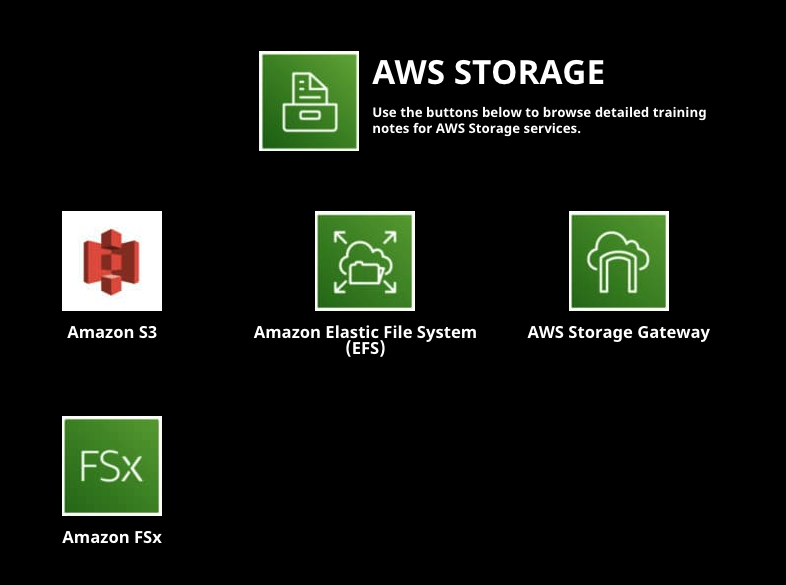 AWS STORAGE
Use the buttons below to browse detailed training
notes for AWS Storage services.
Amazon S3
Amazon Elastic File System
(EFS)
AWS Storage Gateway
FSx
Amazon FSx